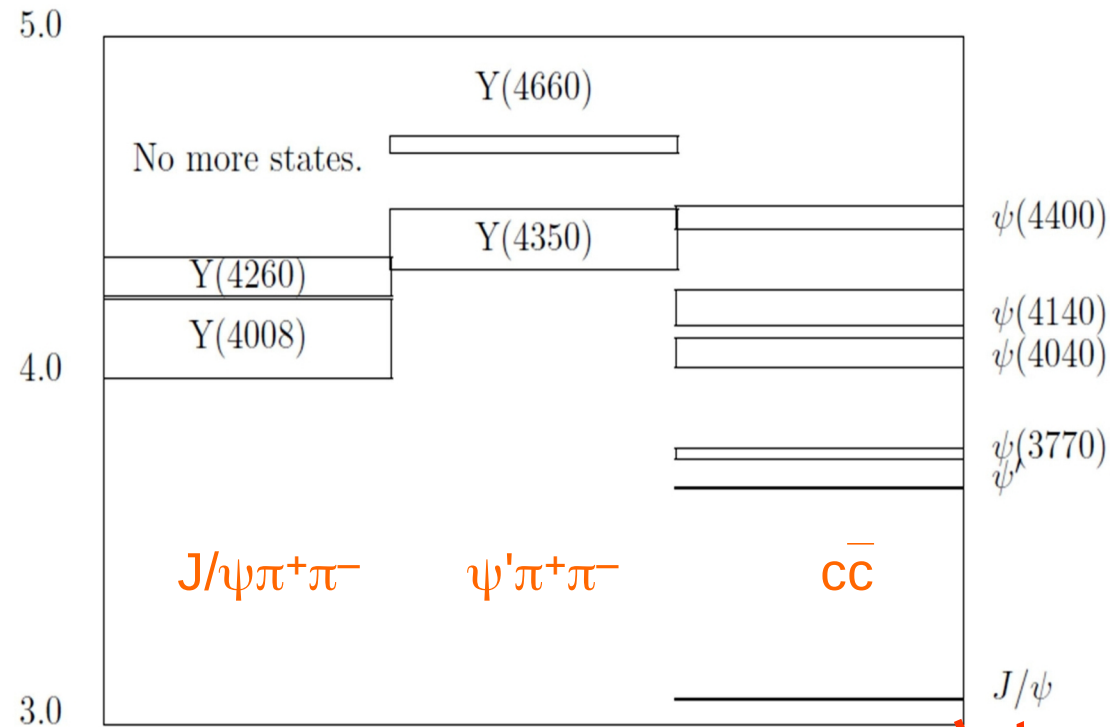 5.0
Y(4660)
No more states.
ψ(4400)
Y(4350)
Y(4260)
ψ(4140)
Y(4008)
ψ(4040)
4.0
ψ(3770)
ψ′
J/ψπ⁺π⁻ ψ'π⁺π⁻ cc̄
J/ψ
3.0